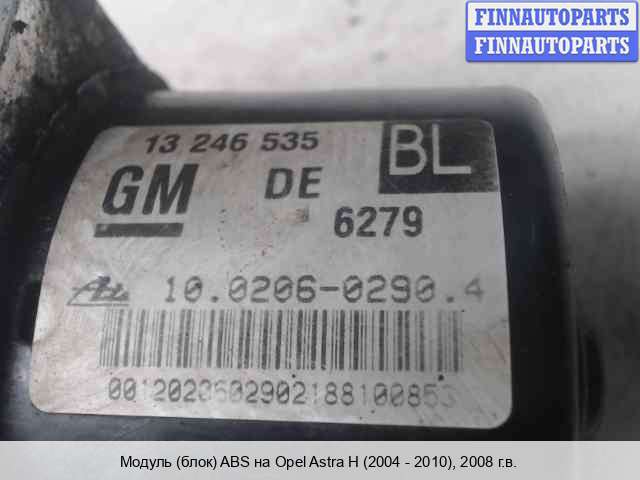 FINNAUTOPARTS
FINNAUTOPARTS
13 246 535
BL
GM DE
6279
10.0206-0290.4
Модуль (блок) ABS на Opel Astra H (2004 - 2010), 2008 г.в.